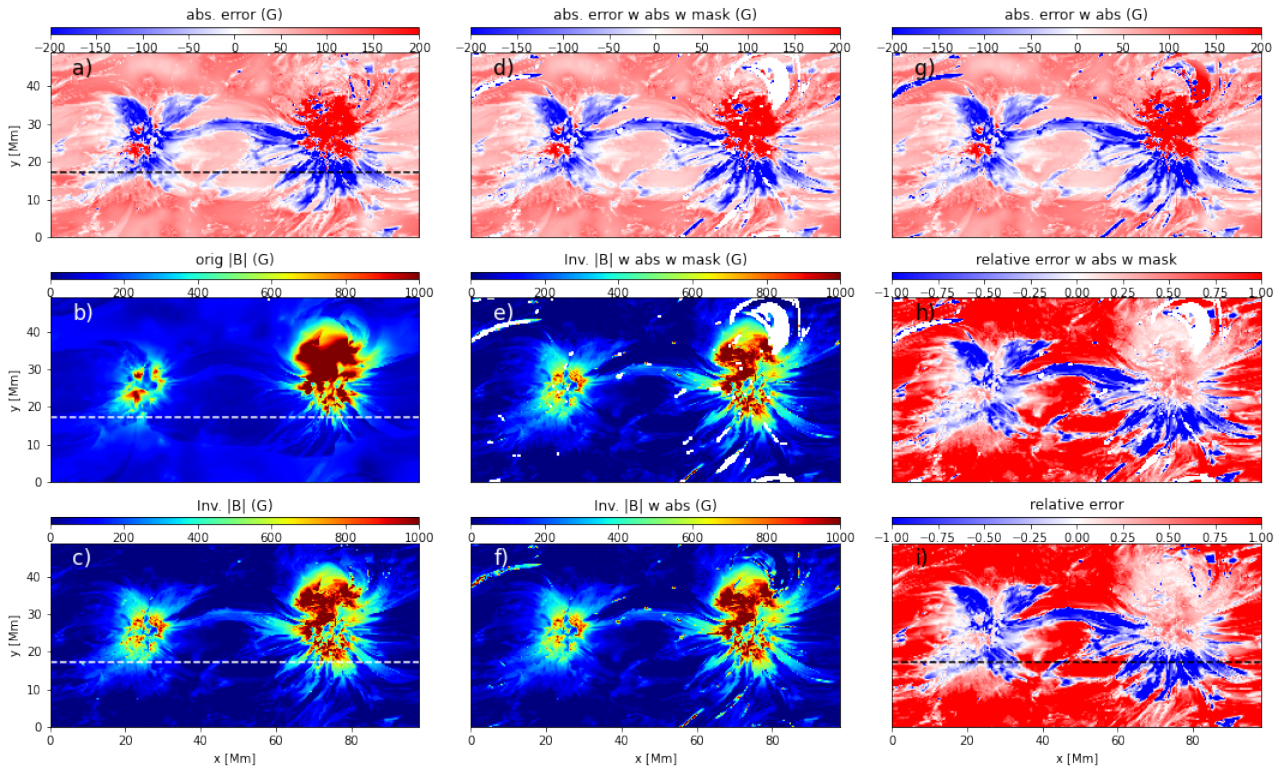 abs. error (G) abs. error w abs w mask (G) abs. error w abs (G)
−200 −150 −100 −50 0 50 100 150 200 −200 −150 −100 −50 0 50 100 150 200 −200 −150 −100 −50 0 50 100 150 200
a) d) g)
40
30
20
10
0
y [Mm]
orig |B| (G) Inv. |B| w abs w mask (G) relative error w abs w mask
0 200 400 600 800 1000 0 200 400 600 800 1000 −1.00 −0.75 −0.50 −0.25 0.00 0.25 0.50 0.75 1.00
b) e) h)
40
30
20
10
0
y [Mm]
Inv. |B| (G) Inv. |B| w abs (G) relative error
0 200 400 600 800 1000 0 200 400 600 800 1000 −1.00 −0.75 −0.50 −0.25 0.00 0.25 0.50 0.75 1.00
c) f) i)
40
30
20
10
0
y [Mm]
0 20 40 60 80 0 20 40 60 80 0 20 40 60 80
x [Mm] x [Mm] x [Mm]